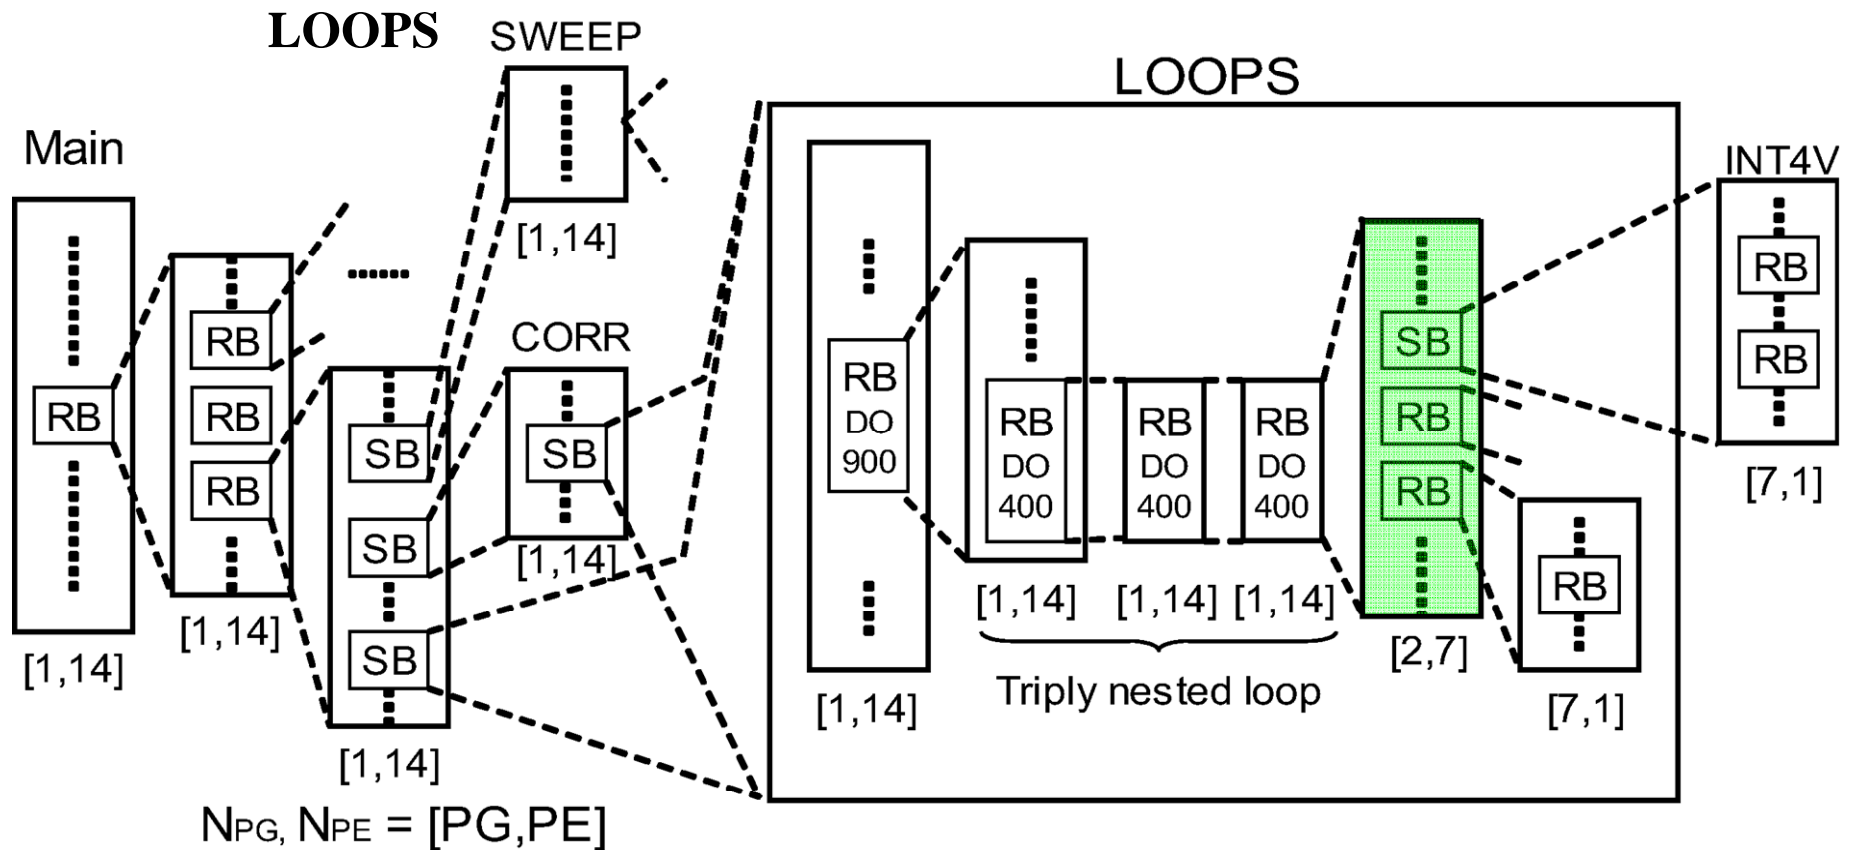 LOOPS
SWEEP
[1,14]
Main
RB
[1,14]
RB
RB
RB
[1,14]
SB
SB
SB
[1,14]
CORR
SB
[1,14]
NPG, NPE = [PG,PE]
LOOPS
RB
DO
900
[1,14]
RB
DO
400
[1,14]
RB
DO
400
[1,14]
RB
DO
400
[1,14]
Triply nested loop
SB
RB
RB
[2,7]
RB
[7,1]
INT4V
RB
RB
[7,1]